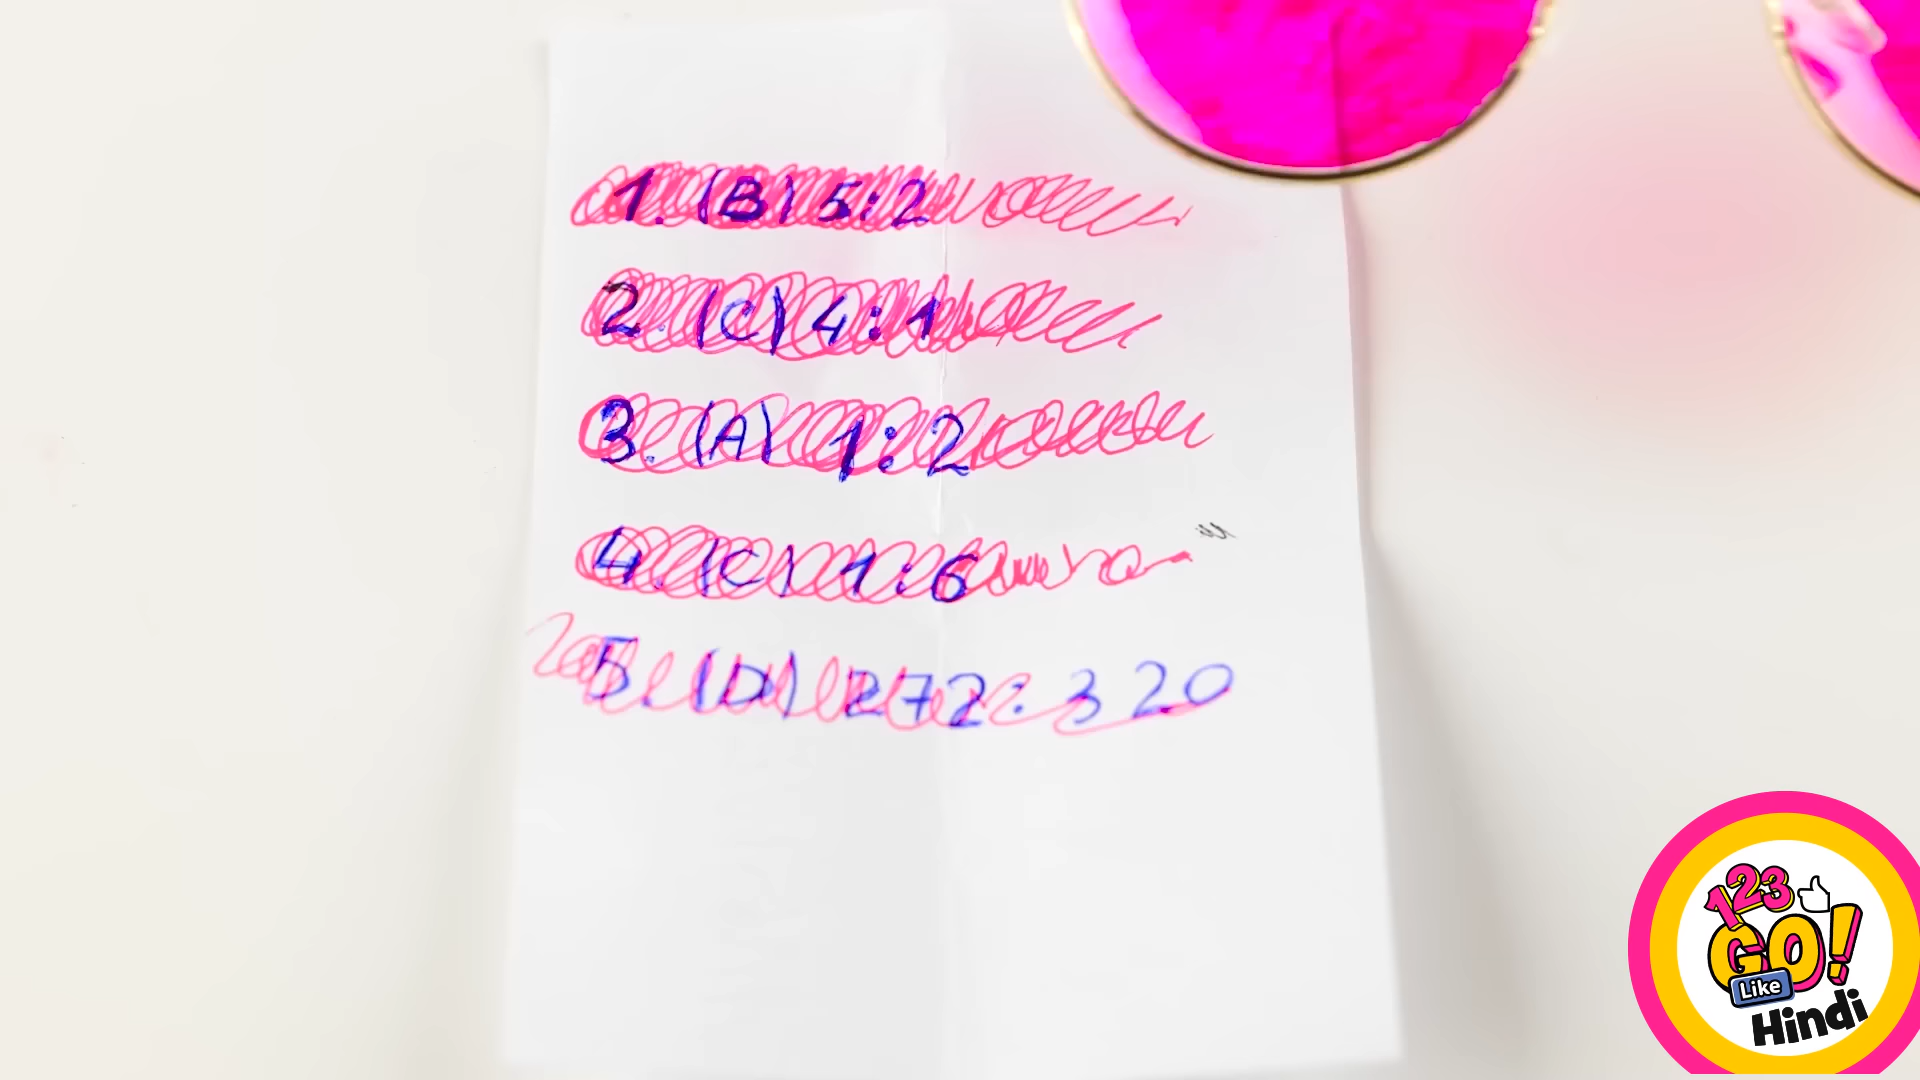 1. (B) 5:2
2. (C) 4:1
3. (A) 1:2
4. (C) 1:6
5. (D) 272:320
123
GO!
Like
Hindi